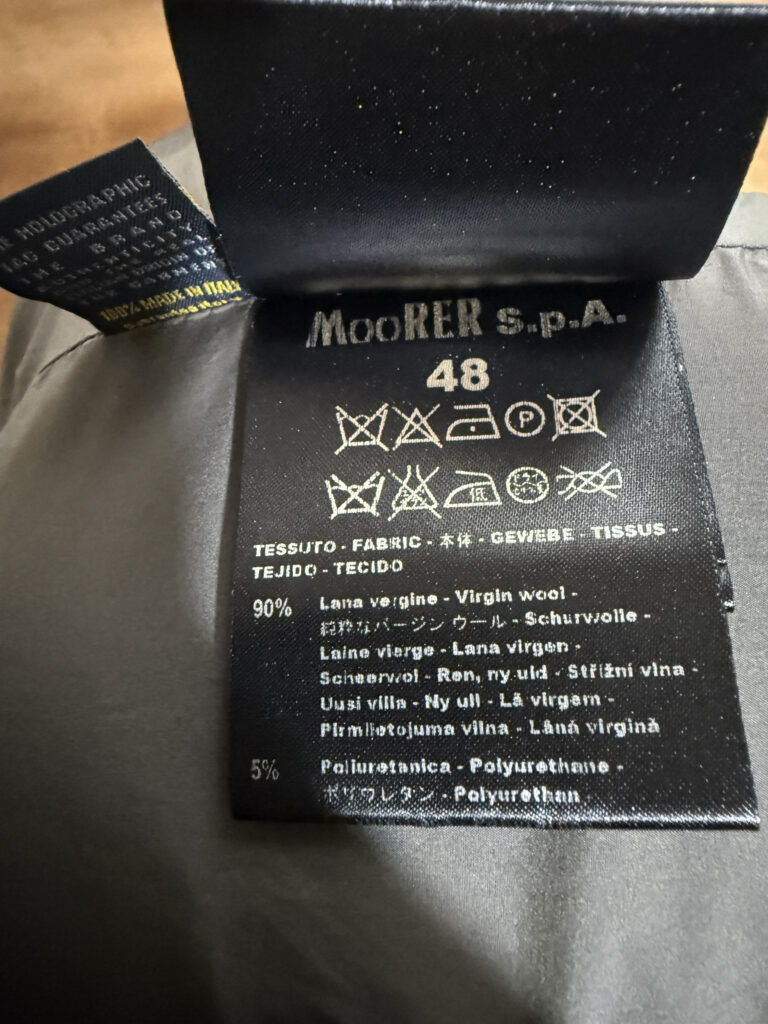 E HOLOGRAPHIC
TAG GUARANTEES
THE BRAND
100% MADE IN ITALY
MooRER s.p.A.
48
P
低
TESSUTO - FABRIC - 本体 - GEWEBE - TISSUS -
TEJIDO - TECIDO
90% Lana vergine - Virgin wool -
純粋なバージン ウール - Schurwolle -
Laine vierge - Lana virgen -
Scheerwol - Ren, ny uld - Střížní vlna -
Uusi villa - Ny ull - Lã virgem -
Pirmlietojuma vilna - Lână virgină
5% Poliuretanica - Polyurethane -
ポリウレタン - Polyurethan